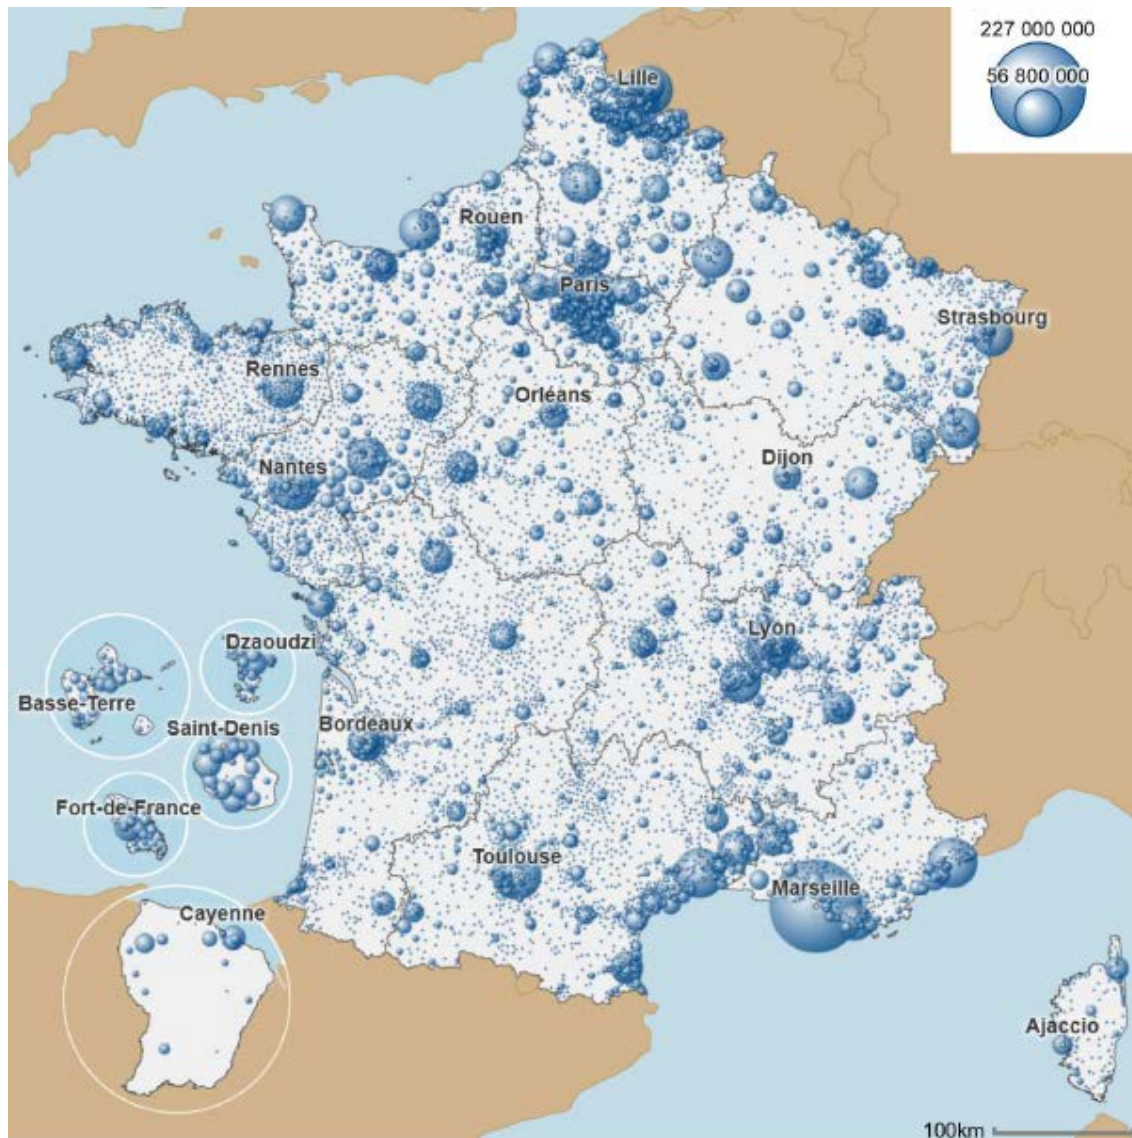 227 000 000
56 800 000
Lille
Rouen
Paris
Strasbourg
Rennes
Orléans
Nantes
Dijon
Lyon
Dzaoudzi
Basse-Terre
Saint-Denis
Bordeaux
Fort-de-France
Toulouse
Marseille
Cayenne
Ajaccio
100km